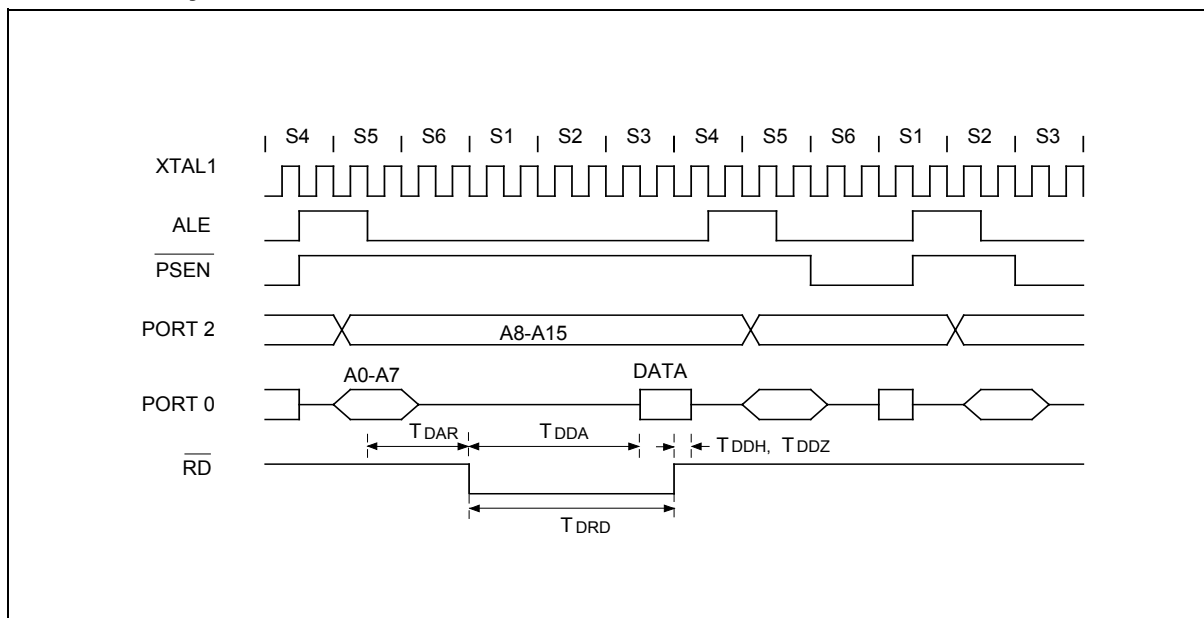 S4 S5 S6 S1 S2 S3 S4 S5 S6 S1 S2 S3
XTAL1
ALE
PSEN
PORT 2
A8-A15
A0-A7
DATA
PORT 0
TDAR
TDDA
TDDH, TDDZ
RD
TDRD